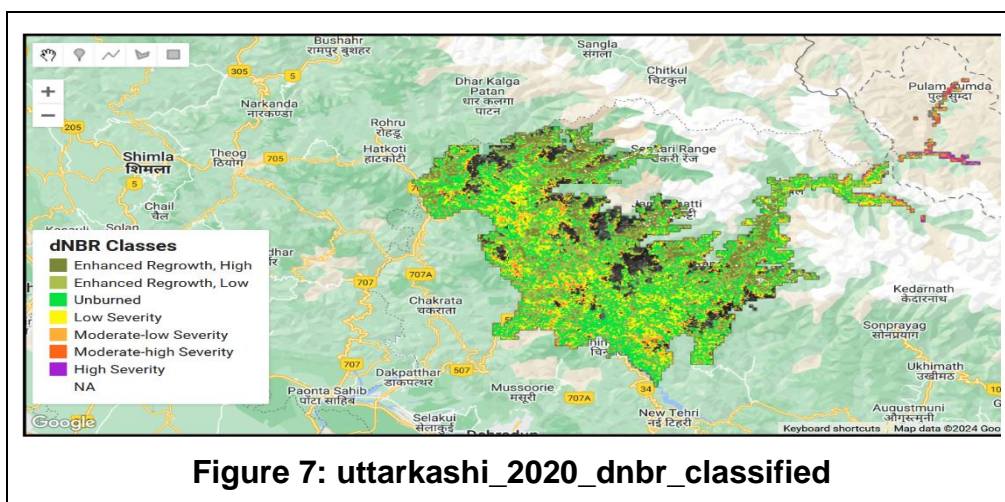 Bushahr
रामपुर बुशहर
Sangla
संगला
Chitkul
चितकुल
Dhar Kalga
Patan
धार कलगा
पाटन
305
5
Narkanda
नारकण्डा
205
Rohru
रोहड़ू
Hatkoti
हाटकोटी
Shimla
शिमला
Theog
ठियोग
705
5
Chail
चैल
Solan
Kedarnath
केदारनाथ
dNBR Classes
Enhanced Regrowth, High
Enhanced Regrowth, Low
Unburned
Low Severity
Moderate-low Severity
Moderate-high Severity
High Severity
NA
707
707A
Chakrata
चकराता
Sonprayag
सोनप्रयाग
Ukhimath
उखीमठ
707
507
Dakpatthar
डाकपत्थर
Paonta Sahib
पांटा साहिब
Mussoorie
मसूरी
707A
34
New Tehri
नई टिहरी
Selakui
सेलाकुई
Augustmuni
Google
Keyboard shortcuts
Map data ©2024 Goo
Figure 7: uttarkashi_2020_dnbr_classified